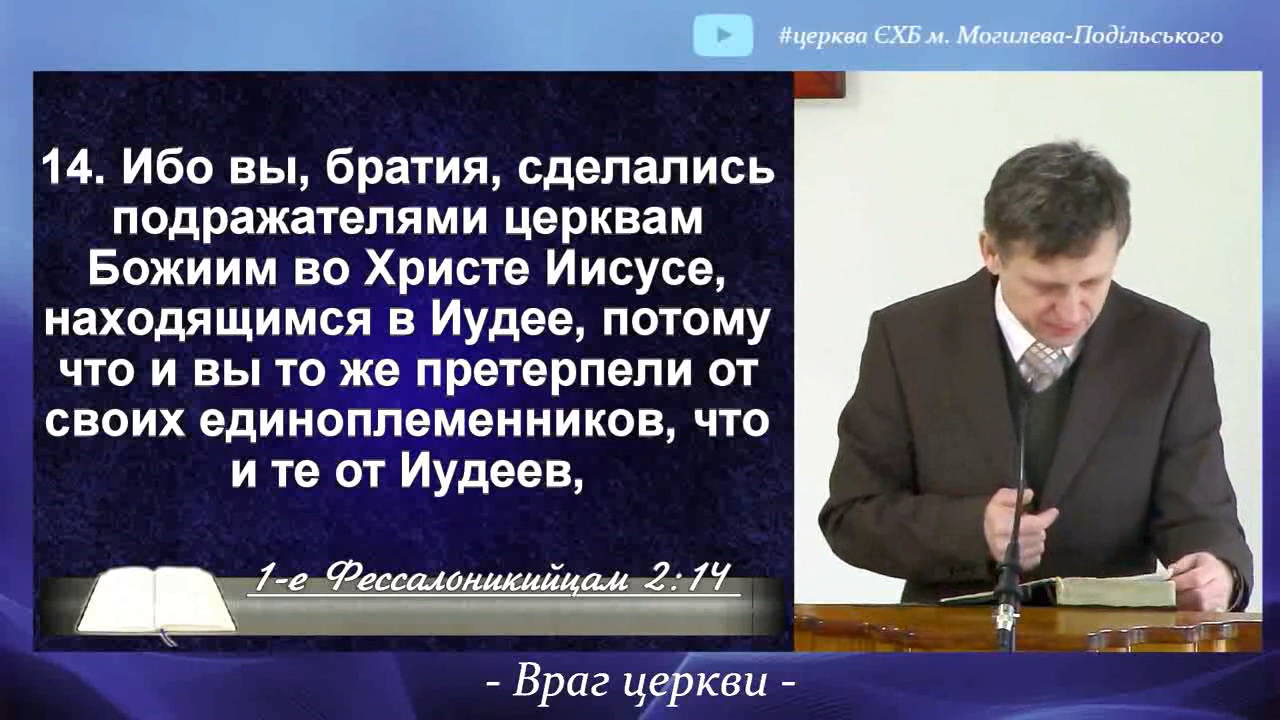 #церква ЄХБ м. Могилева-Подільського
14. Ибо вы, братия, сделались
подражателями церквам
Божиим во Христе Иисусе,
находящимся в Иудее, потому
что и вы то же претерпели от
своих единоплеменников, что
и те от Иудеев,
1-е Фессалоникийцам 2:14
- Враг церкви -